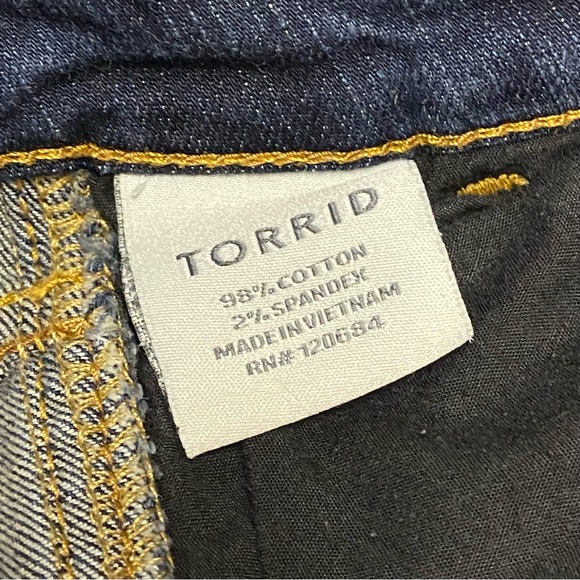 TORRID
98% COTTON
2% SPANDEX
MADE IN VIETNAM
RN# 120684